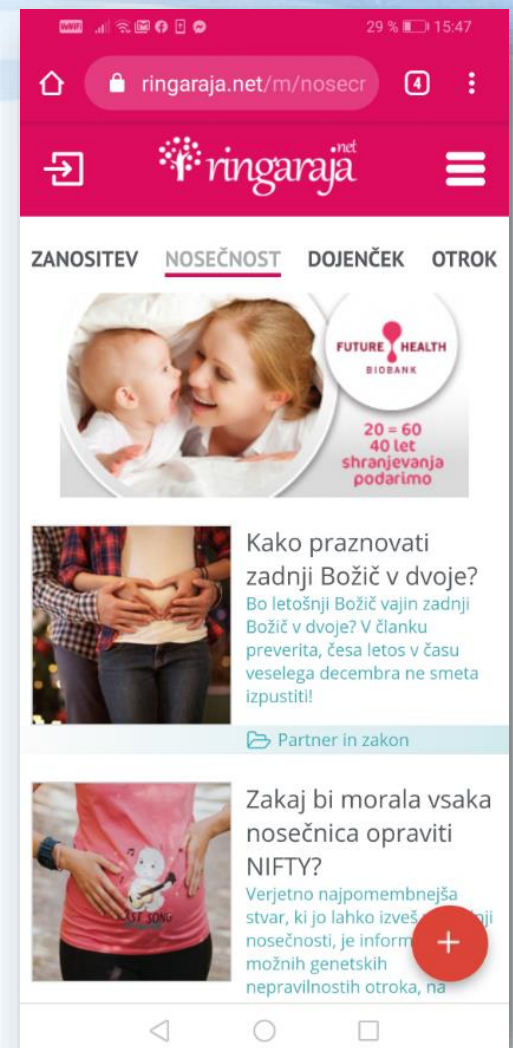 29 % 15:47
ringaraja.net/m/nosecr 4
ringaraja.net
ZANOSITEV NOSEČNOST DOJENČEK OTROK
FUTURE HEALTH
BIOBANK
20 = 60
40 let
shranjevanja
podarimo
Kako praznovati
zadnji Božič v dvoje?
Bo letošnji Božič vajin zadnji
Božič v dvoje? V članku
preverita, česa letos v času
veselega decembra ne smeta
izpustiti!
Partner in zakon
Zakaj bi morala vsaka
nosečnica opraviti
NIFTY?
Verjetno najpomembnejša
stvar, ki jo lahko izveš
nosečnosti, je
možnih genetskih
nepravilnostih otroka, na
LAST SONG